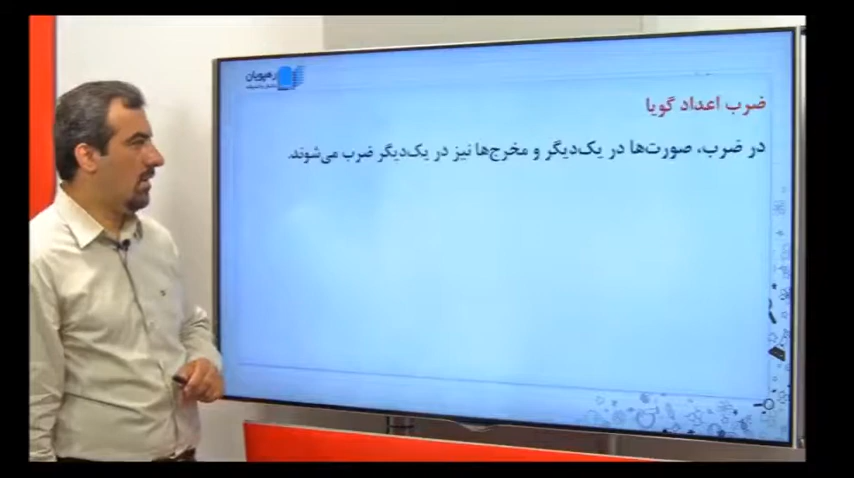 رهپویان
ضرب اعداد گویا
در ضرب، صورت‌ها در یک‌دیگر و مخرج‌ها نیز در یک‌دیگر ضرب می‌شوند.